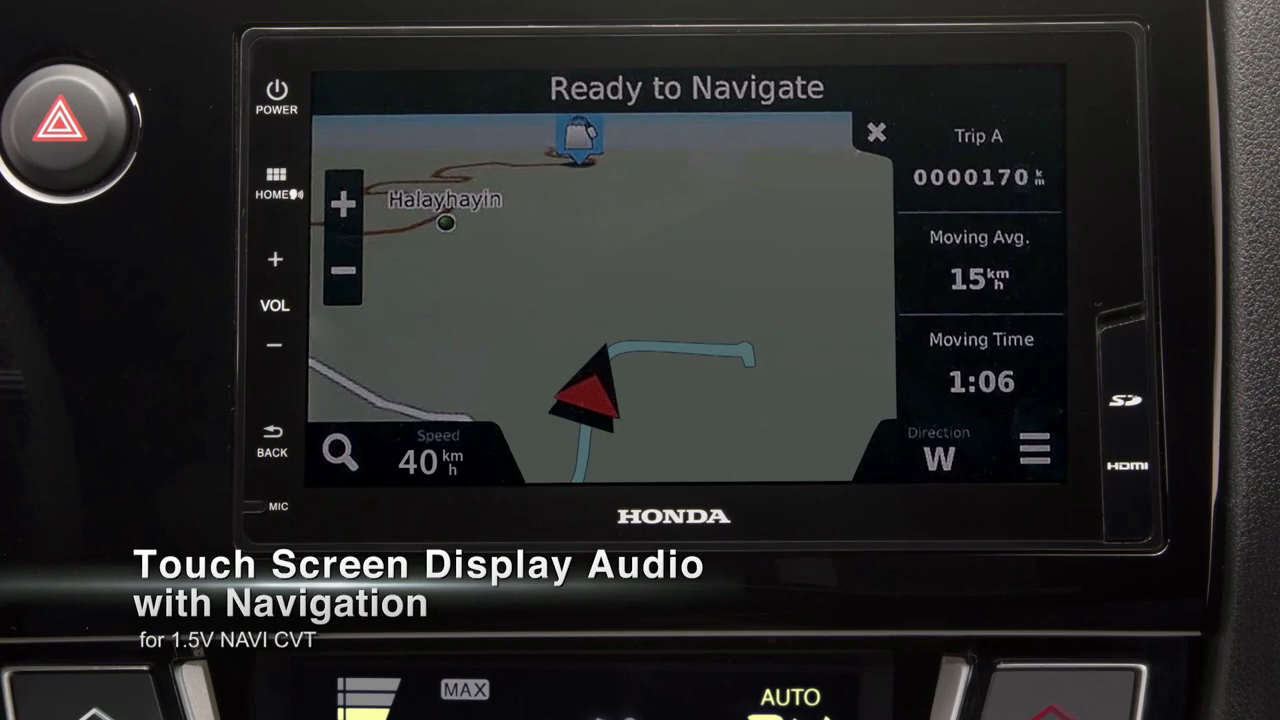 Ready to Navigate
POWER
HOME
+
VOL
−
BACK
MIC
+
−
Halayhayin
Trip A
0000170 km
Moving Avg.
15 km/h
Moving Time
1:06
Speed
40 km/h
Direction
W
SD
HDMI
HONDA
Touch Screen Display Audio
with Navigation
for 1.5V NAVI CVT
MAX
AUTO